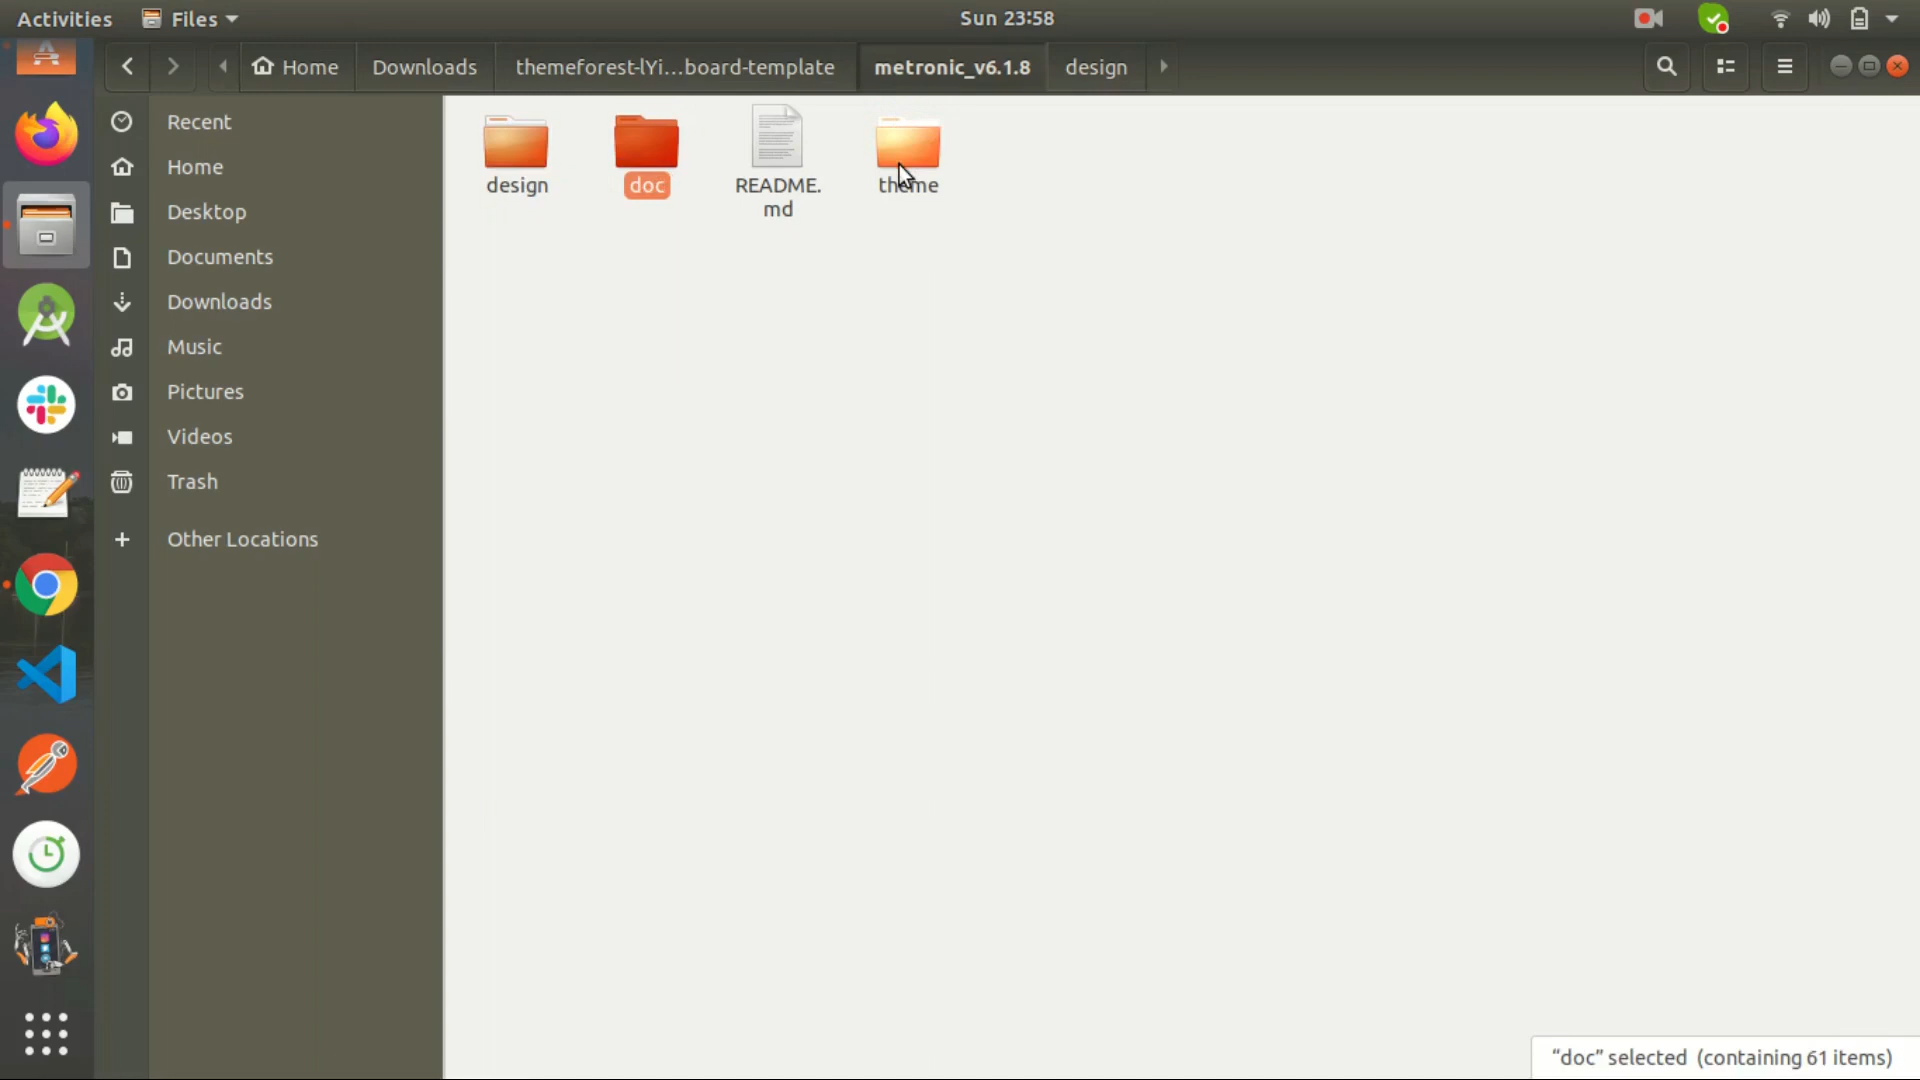 Activities Files Sun 23:58
Home Downloads themeforest-lYi...board-template metronic_v6.1.8 design
Recent
Home
Desktop
Documents
Downloads
Music
Pictures
Videos
Trash
Other Locations
design
doc
README.
md
theme
“doc” selected (containing 61 items)